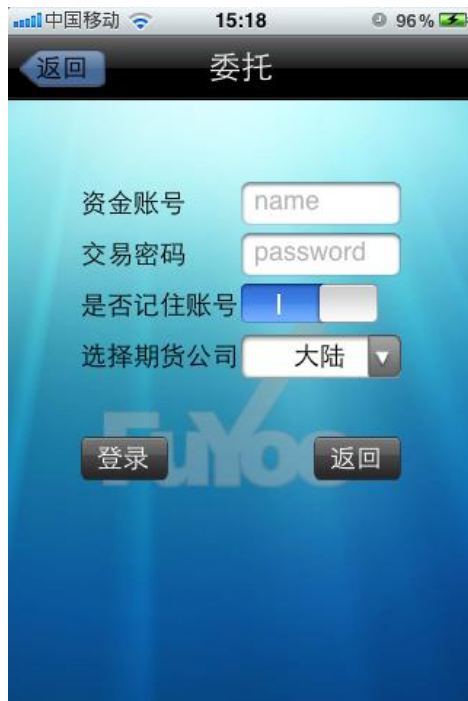 中国移动 15:18 96%
返回 委托
资金账号 name
交易密码 password
是否记住账号
选择期货公司 大陆
FuYoo
登录 返回